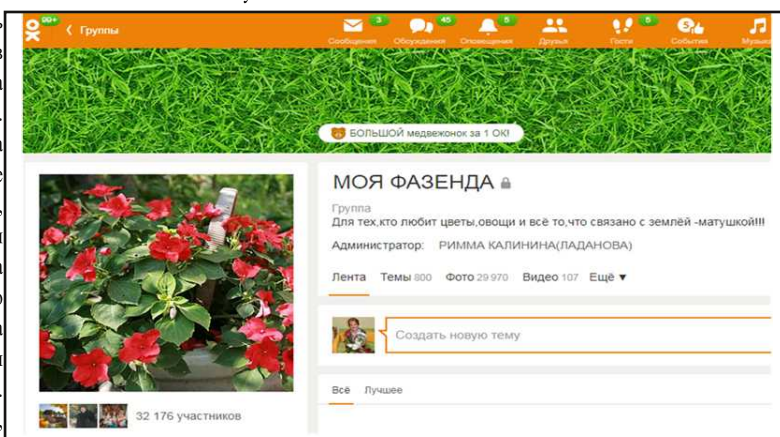 99+
Группы
3
45
5
5
Сообщения Обсуждения Оповещения Друзья Гости События Музыка
БОЛЬШОЙ медвежонок за 1 ОК!
МОЯ ФАЗЕНДА
Группа
Для тех,кто любит цветы,овощи и всё то,что связано с землёй -матушкой!!!
Администратор: РИММА КАЛИНИНА(ЛАДАНОВА)
Лента Темы 800 Фото 29 970 Видео 107 Ещё ▼
Создать новую тему
Всё Лучшее
32 176 участников